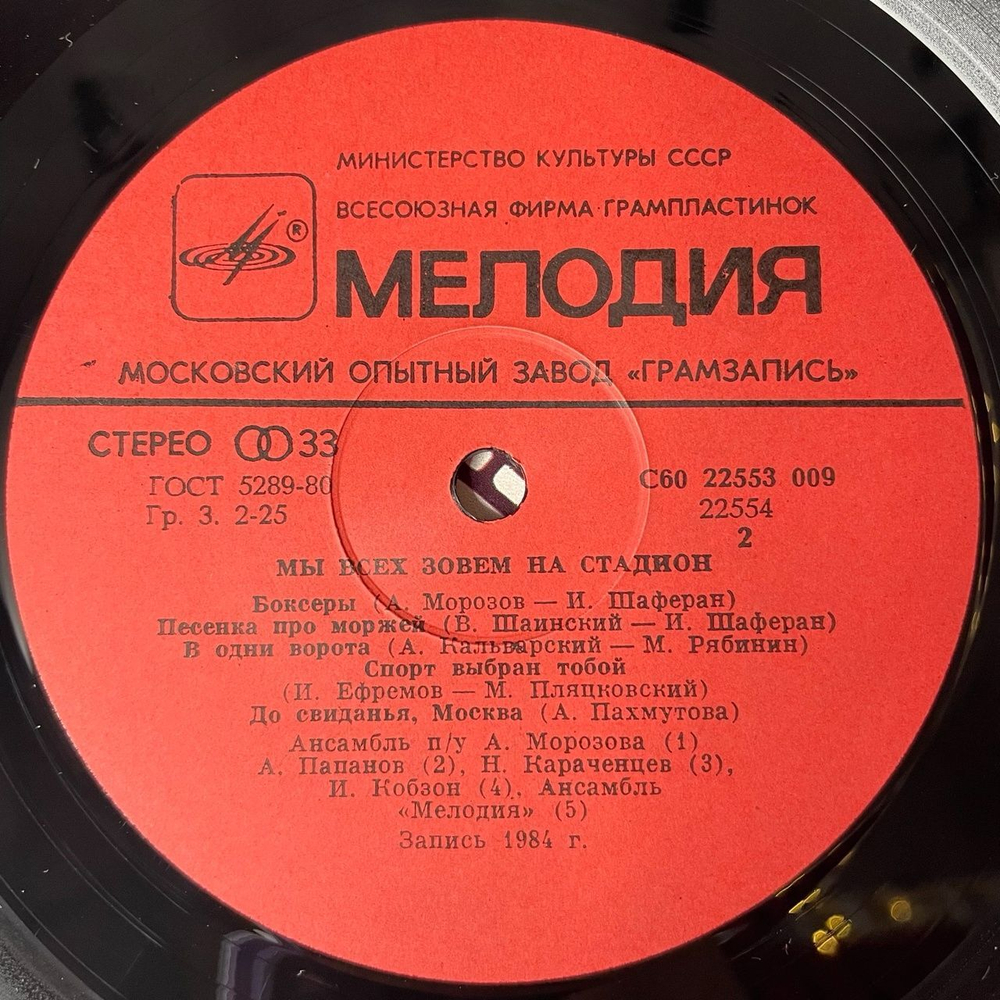 МИНИСТЕРСТВО КУЛЬТУРЫ СССР
ВСЕСОЮЗНАЯ ФИРМА ГРАМПЛАСТИНОК
®
МЕЛОДИЯ
МОСКОВСКИЙ ОПЫТНЫЙ ЗАВОД «ГРАМЗАПИСЬ»
СТЕРЕО 33
ГОСТ 5289-80
Гр. 3. 2-25
С60 22553 009
22554
2
МЫ ВСЕХ ЗОВЕМ НА СТАДИОН
Боксеры (А. Морозов — И. Шаферан)
Песенка про моржей (В. Шаинский — И. Шаферан)
В одни ворота (А. Кальварский — М. Рябинин)
Спорт выбран тобой
(И. Ефремов — М. Пляцковский)
До свиданья, Москва (А. Пахмутова)
Ансамбль п/у А. Морозова (1)
А. Папанов (2), Н. Караченцев (3),
И. Кобзон (4), Ансамбль
«Мелодия» (5)
Запись 1984 г.